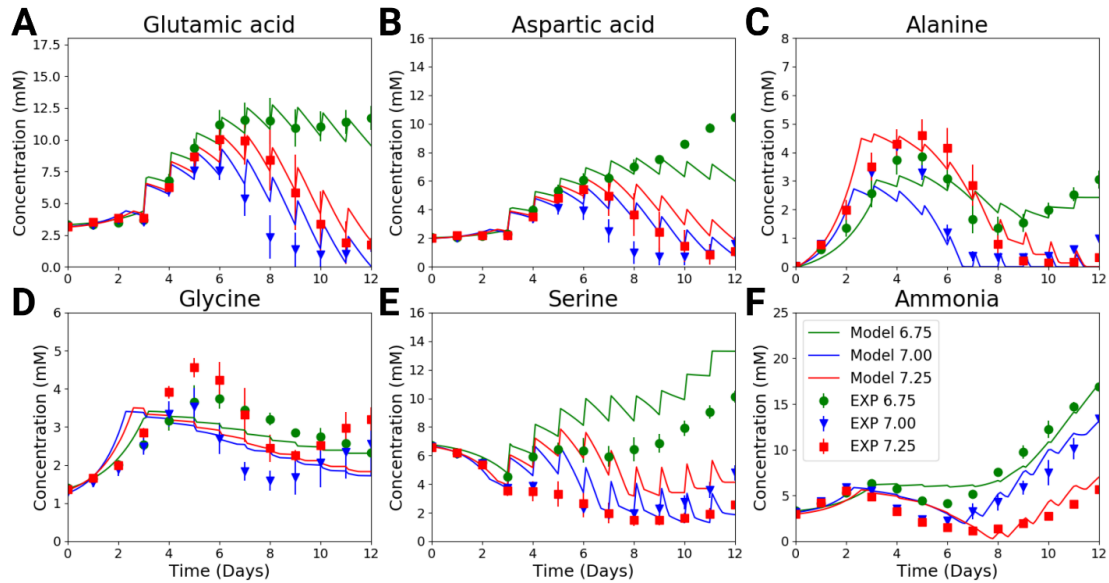 A Glutamic acid
B Aspartic acid
C Alanine
Concentration (mM)
17.5
15.0
12.5
10.0
7.5
5.0
2.5
0.0
0 2 4 6 8 10 12
Concentration (mM)
16
14
12
10
8
6
4
2
0
0 2 4 6 8 10 12
Concentration (mM)
8
7
6
5
4
3
2
1
0
0 2 4 6 8 10 12
D Glycine
E Serine
F Ammonia
Concentration (mM)
6
5
4
3
2
1
0
0 2 4 6 8 10 12
Time (Days)
Concentration (mM)
16
14
12
10
8
6
4
2
0
0 2 4 6 8 10 12
Time (Days)
Concentration (mM)
25
20
15
10
5
0
Model 6.75
Model 7.00
Model 7.25
EXP 6.75
EXP 7.00
EXP 7.25
0 2 4 6 8 10 12
Time (Days)